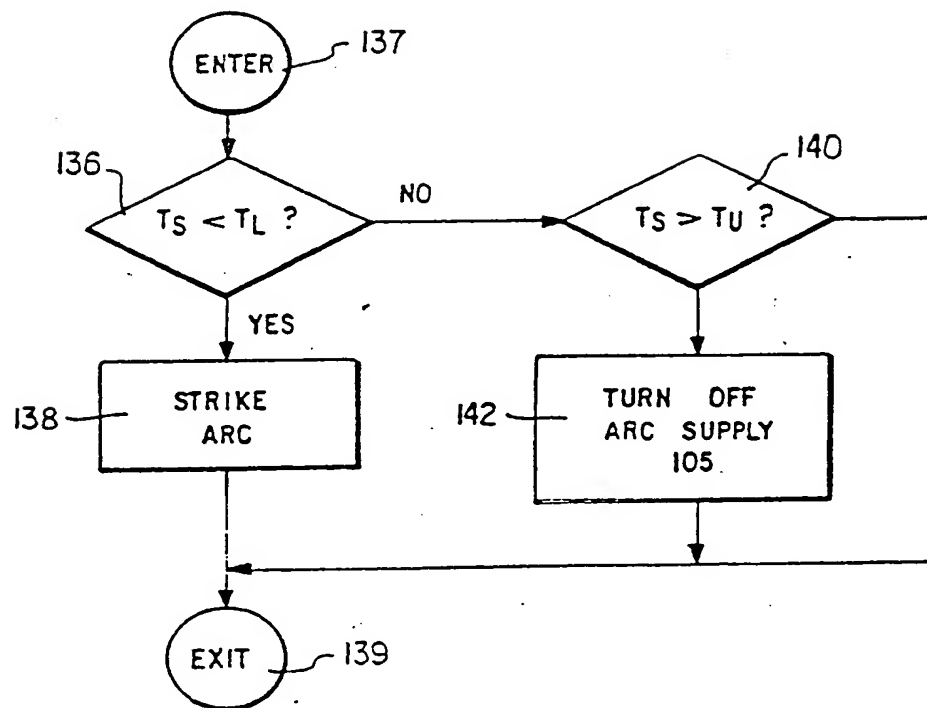 ENTER
137
136
TS < TL ?
NO
TS > TU ?
140
YES
138
STRIKE
ARC
142
TURN OFF
ARC SUPPLY
105
EXIT
139